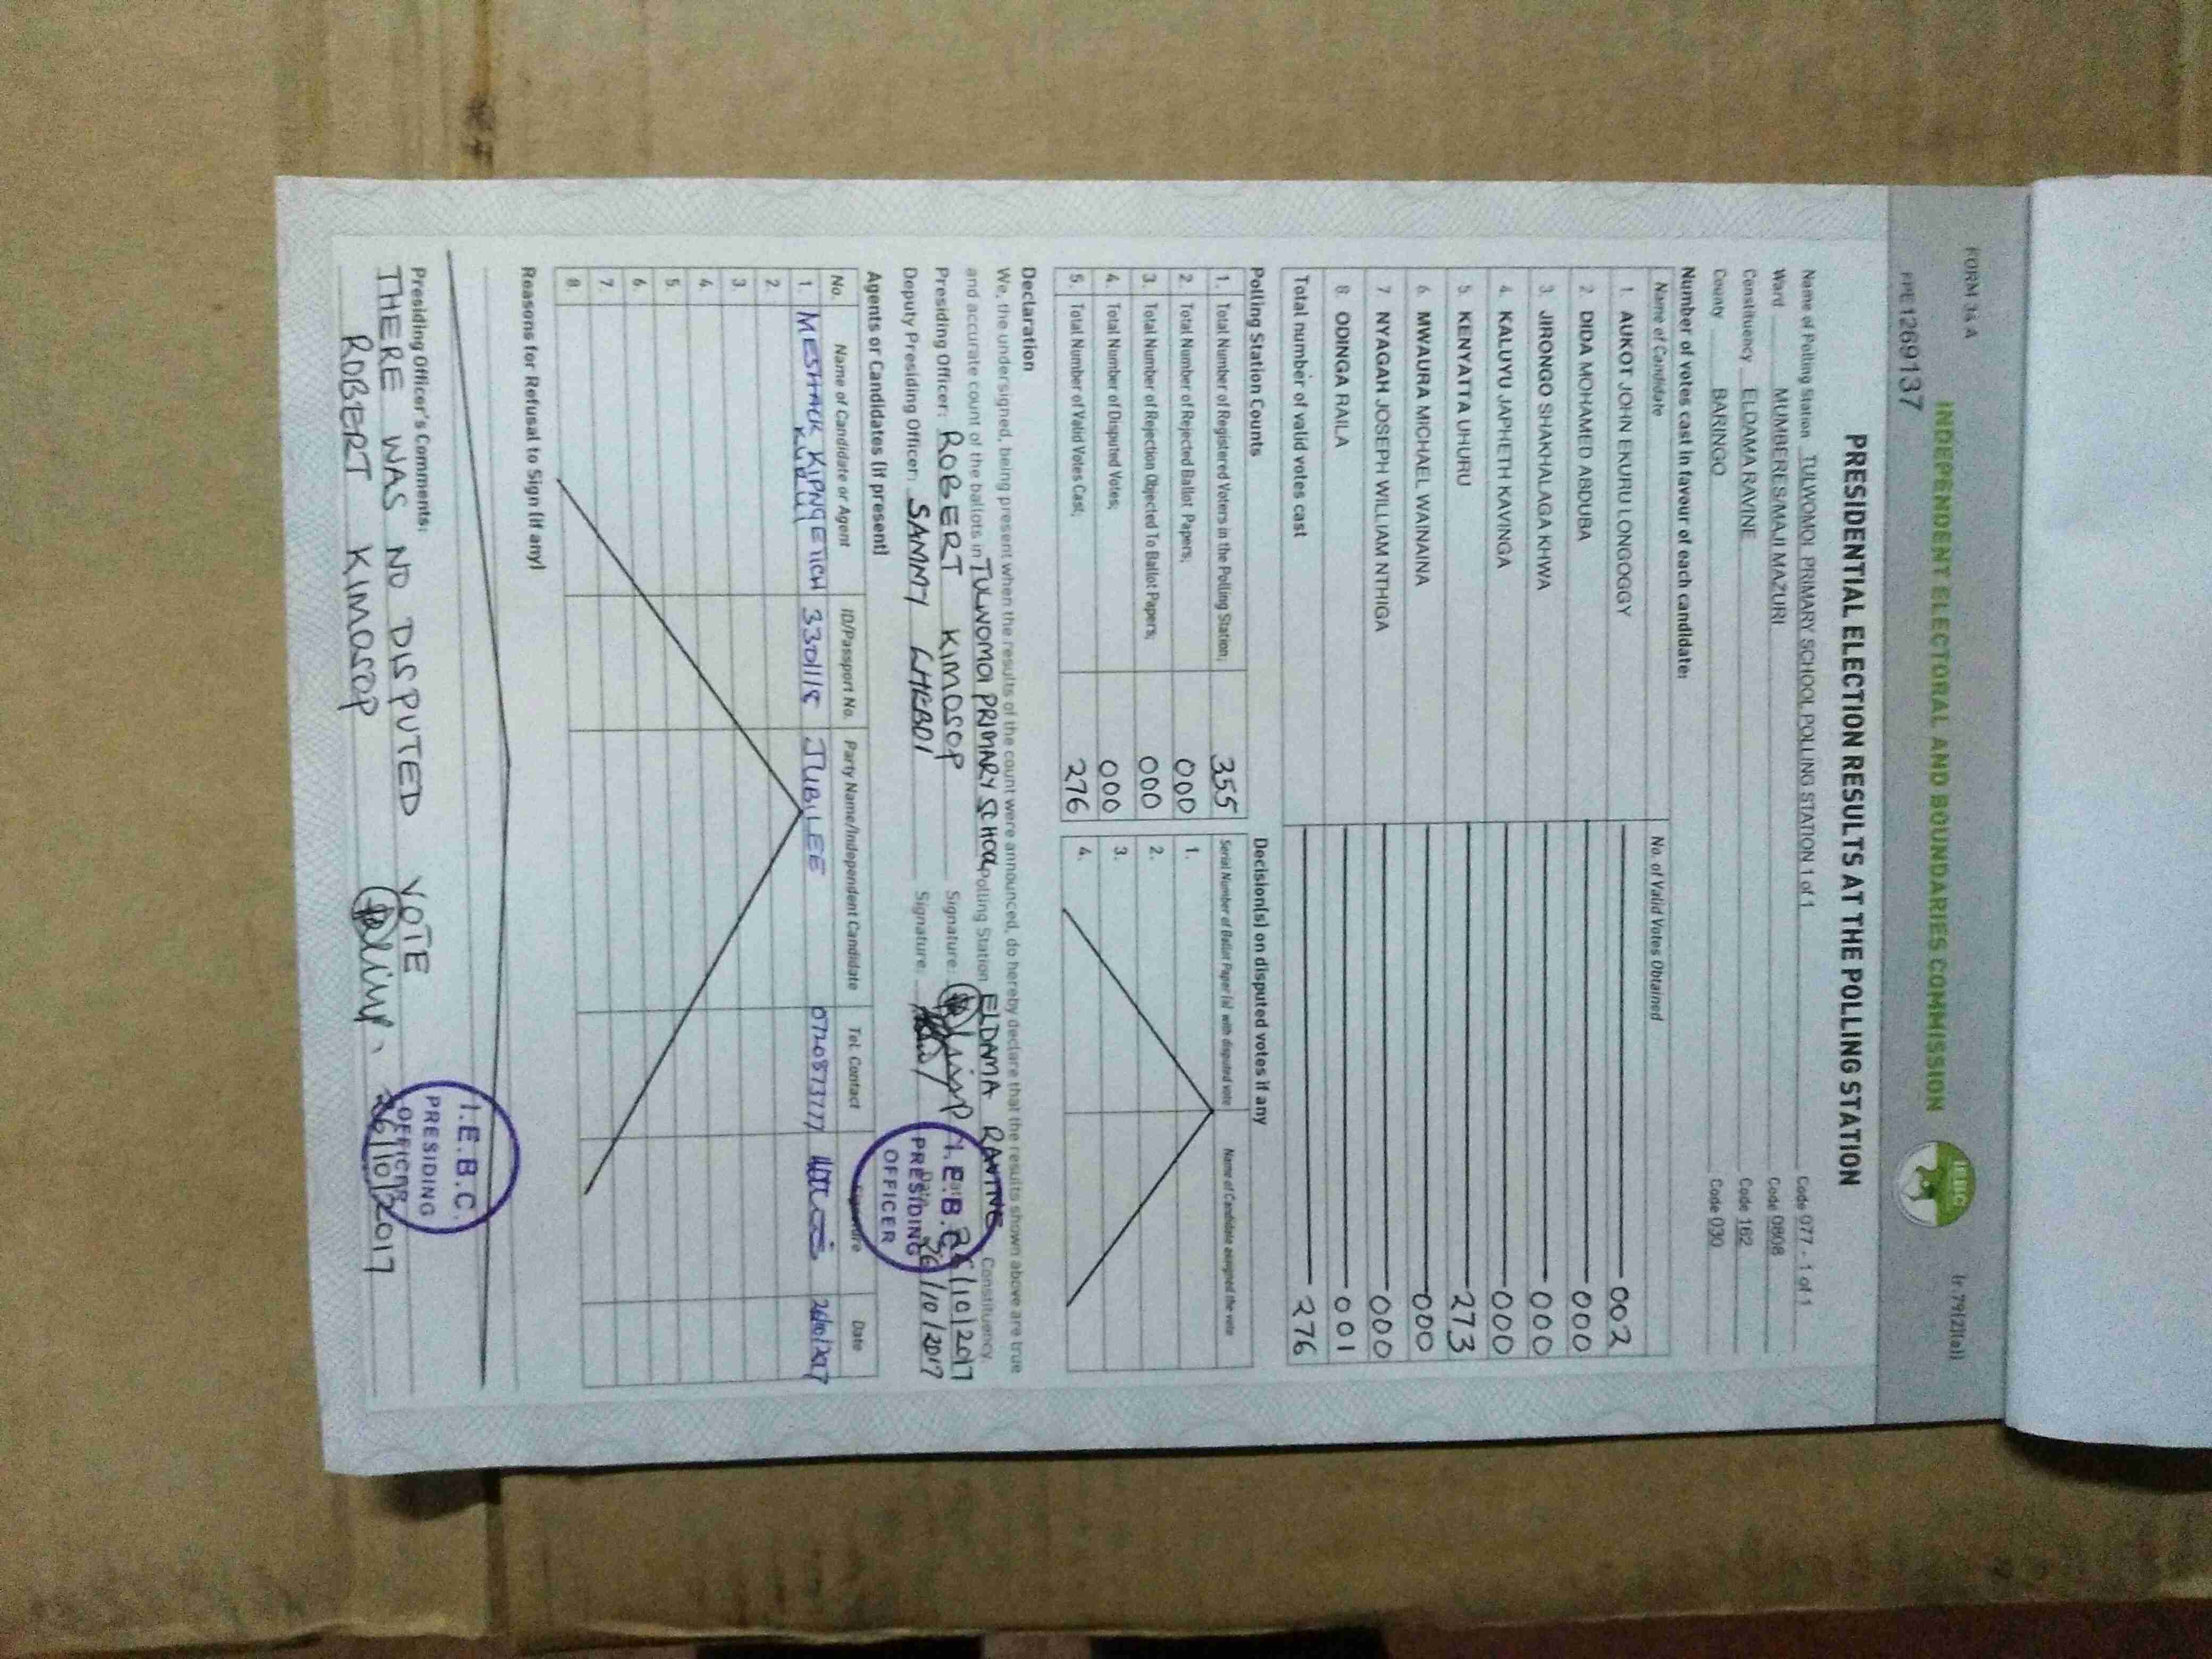 FORM 34 A
(r.79(2)(a))
INDEPENDENT ELECTORAL AND BOUNDARIES COMMISSION
IEBC
PPE1269137
PRESIDENTIAL ELECTION RESULTS AT THE POLLING STATION
Name of Polling Station TULWOMOI PRIMARY SCHOOL POLLING STATION 1 of 1 Code 077 - 1 of 1
Ward MUMBERES/MAJI MAZURI Code 0808
Constituency ELDAMA RAVINE Code 162
County BARINGO Code 030
Number of votes cast in favour of each candidate:
Name of Candidate No. of Valid Votes Obtained
1. AUKOT JOHN EKURU LONGOGGY 002
2. DIDA MOHAMED ABDUBA 000
3. JIRONGO SHAKHALAGA KHWA 000
4. KALUYU JAPHETH KAVINGA 000
5. KENYATTA UHURU 273
6. MWAURA MICHAEL WAINAINA 000
7. NYAGAH JOSEPH WILLIAM NTHIGA 000
8. ODINGA RAILA 001
Total number of valid votes cast 276
Polling Station Counts
1. Total Number of Registered Voters in the Polling Station; 355
2. Total Number of Rejected Ballot Papers; 000
3. Total Number of Rejection Objected To Ballot Papers; 000
4. Total Number of Disputed Votes; 000
5. Total Number of Valid Votes Cast; 276
Decision(s) on disputed votes if any
Serial Number of Ballot Paper (s) with disputed vote Name of Candidate assigned the vote
1.
2.
3.
4.
Declaration
We, the undersigned, being present when the results of the count were announced, do hereby declare that the results shown above are true
and accurate count of the ballots in TULWOMOI PRIMARY SCHOOL Polling Station ELDAMA RAVINE Constituency
Presiding Officer: ROBERT KIMOSOP Signature: 26/10/2017
Deputy Presiding Officer: SAMMY CHEBOI Signature: Date: 26/10/2017
I.E.B.C.
PRESIDING
OFFICER
Agents or Candidates (if present)
No. Name of Candidate or Agent ID/Passport No. Party Name/Independent Candidate Tel. Contact Signature Date
1. MESHACK KIPNGETICH JUBILEE 26/10/2017
2.
3.
4.
5.
6.
7.
8.
Reasons for Refusal to Sign (if any)
Presiding Officer's Comments:
THERE WAS NO DISPUTED VOTE
ROBERT KIMOSOP 26/10/2017
I.E.B.C.
PRESIDING
OFFICER